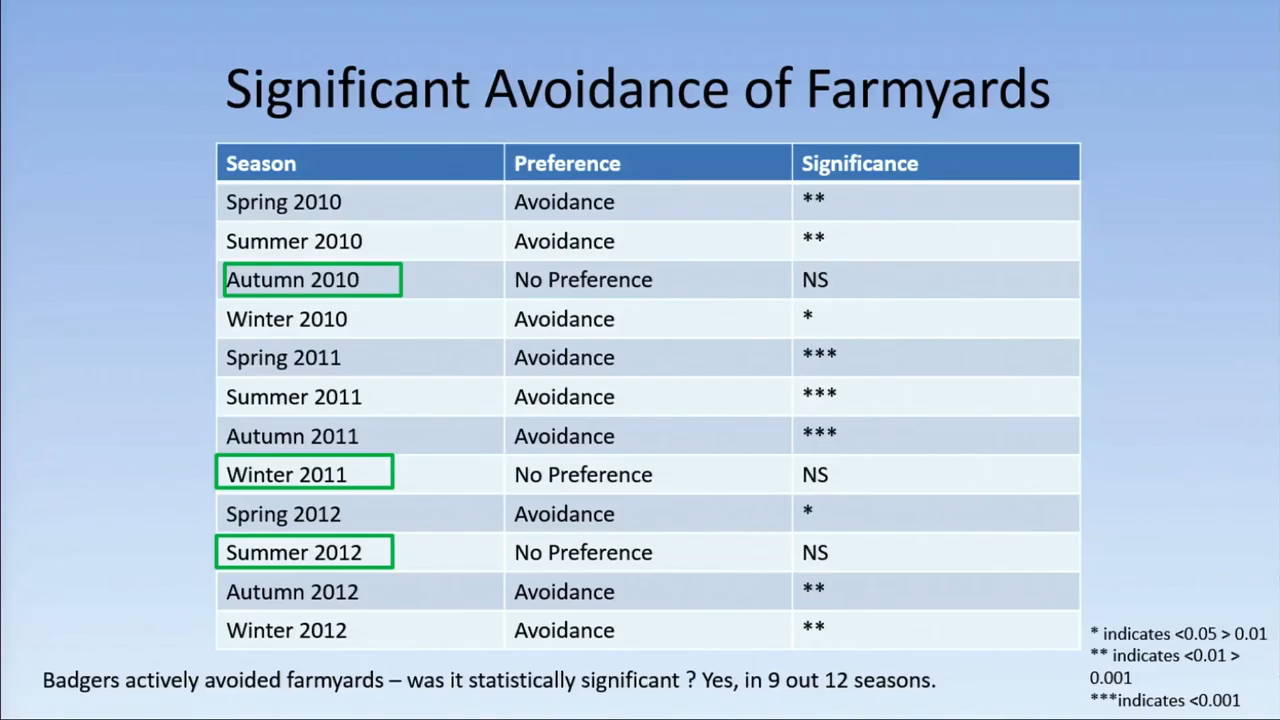 Significant Avoidance of Farmyards
Season Preference Significance
Spring 2010 Avoidance **
Summer 2010 Avoidance **
Autumn 2010 No Preference NS
Winter 2010 Avoidance *
Spring 2011 Avoidance ***
Summer 2011 Avoidance ***
Autumn 2011 Avoidance ***
Winter 2011 No Preference NS
Spring 2012 Avoidance *
Summer 2012 No Preference NS
Autumn 2012 Avoidance **
Winter 2012 Avoidance **
* indicates <0.05 > 0.01
** indicates <0.01 >
0.001
***indicates <0.001
Badgers actively avoided farmyards – was it statistically significant ? Yes, in 9 out 12 seasons.